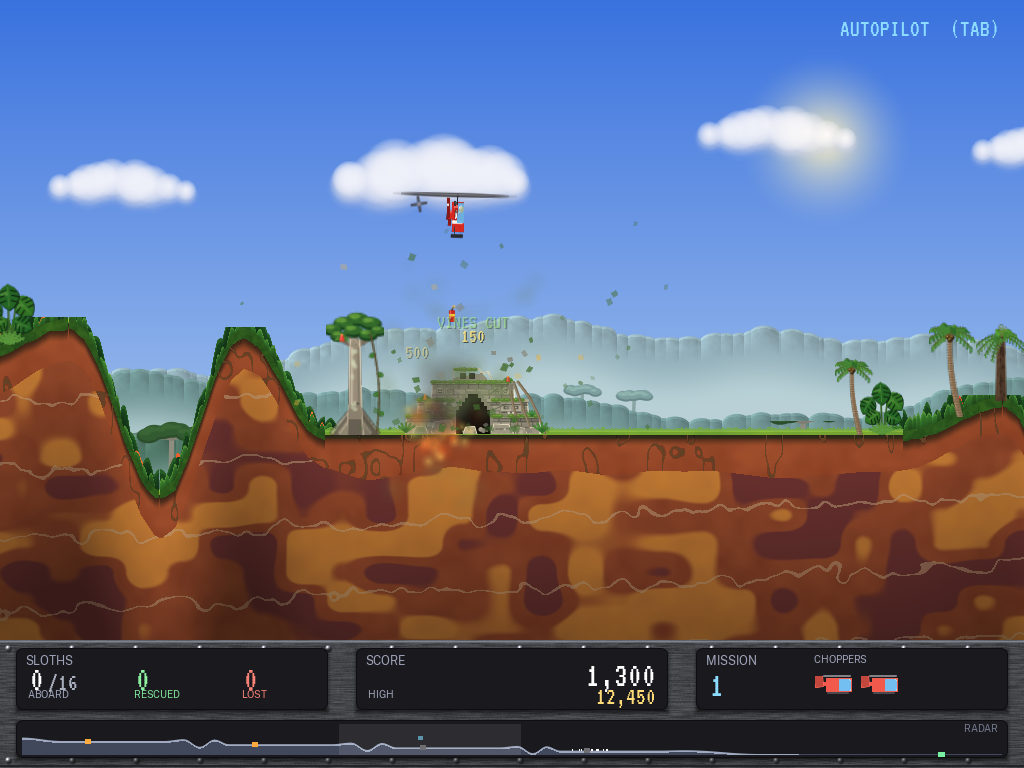 AUTOPILOT (TAB)
VINES CUT
150
500
SLOTHS
0/16
ABOARD
0
RESCUED
0
LOST
SCORE
1,300
HIGH
12,450
MISSION
1
CHOPPERS
RADAR